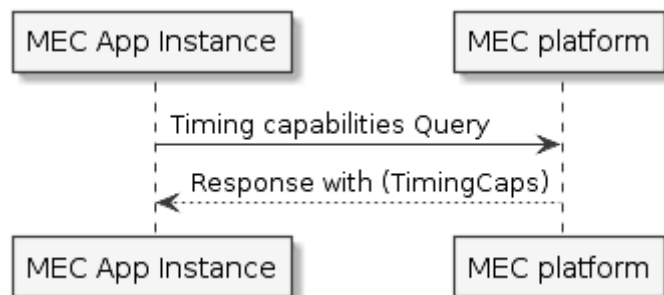 MEC App Instance
MEC platform
Timing capabilities Query
Response with (TimingCaps)
MEC App Instance
MEC platform